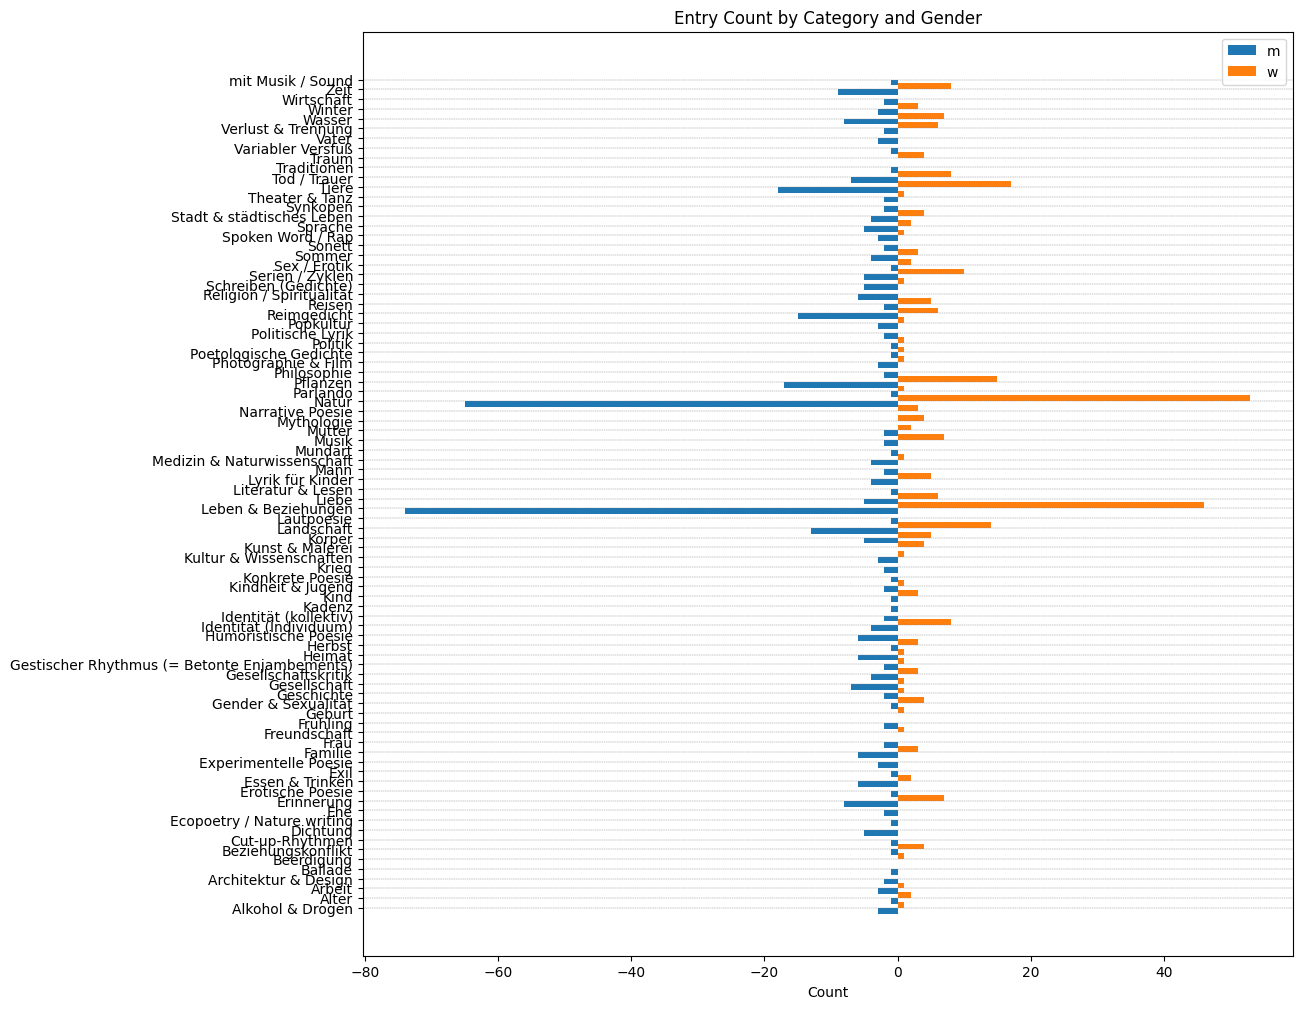 Entry Count by Category and Gender
m
w
mit Musik / Sound
Zeit
Wirtschaft
Winter
Wasser
Verlust & Trennung
Vater
Variabler Versfuß
Traum
Traditionen
Tod / Trauer
Tiere
Theater & Tanz
Synkopen
Stadt & städtisches Leben
Sprache
Spoken Word / Rap
Sonett
Sommer
Sex / Erotik
Serien / Zyklen
Schreiben (Gedichte)
Religion / Spiritualität
Reisen
Reimgedicht
Popkultur
Politische Lyrik
Politik
Poetologische Gedichte
Photographie & Film
Philosophie
Pflanzen
Parlando
Natur
Narrative Poesie
Mythologie
Mutter
Musik
Mundart
Medizin & Naturwissenschaft
Mann
Lyrik für Kinder
Literatur & Lesen
Liebe
Leben & Beziehungen
Lautpoesie
Landschaft
Körper
Kunst & Malerei
Kultur & Wissenschaften
Krieg
Konkrete Poesie
Kindheit & Jugend
Kind
Kadenz
Identität (kollektiv)
Identität (Individuum)
Humoristische Poesie
Herbst
Heimat
Gestischer Rhythmus (= Betonte Enjambements)
Gesellschaftskritik
Gesellschaft
Geschichte
Gender & Sexualität
Geburt
Frühling
Freundschaft
Frau
Familie
Experimentelle Poesie
Exil
Essen & Trinken
Erotische Poesie
Erinnerung
Ehe
Ecopoetry / Nature writing
Dichtung
Cut-up-Rhythmen
Beziehungskonflikt
Beerdigung
Ballade
Architektur & Design
Arbeit
Alter
Alkohol & Drogen
−80 −60 −40 −20 0 20 40
Count